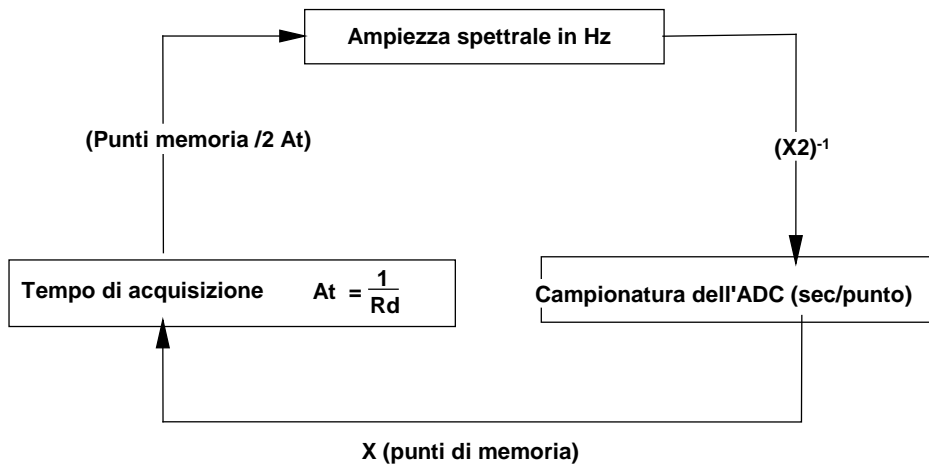 Ampiezza spettrale in Hz
(Punti memoria /2 At)
(X2)⁻¹
Tempo di acquisizione At = 1/Rd
Campionatura dell'ADC (sec/punto)
X (punti di memoria)